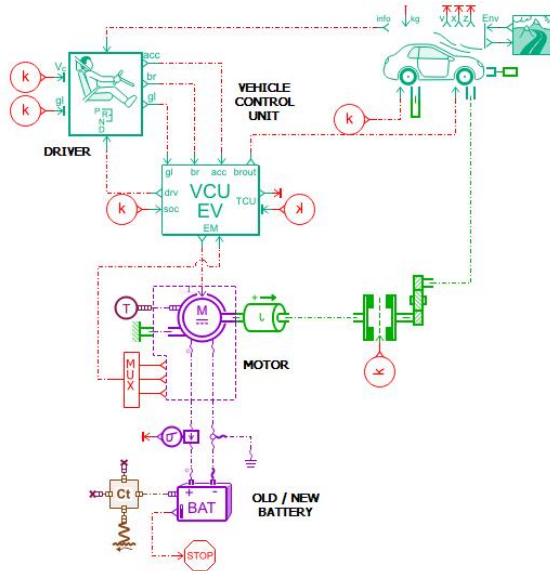 info kg v x z Env
acc
k Vc br
k gl gl
P R N D
VEHICLE
CONTROL
UNIT
k
DRIVER
gl br acc brout
drv VCU TCU
k soc EV k
EM
T M J
k
MUX
MOTOR
Ct + -
BAT
OLD / NEW
BATTERY
STOP